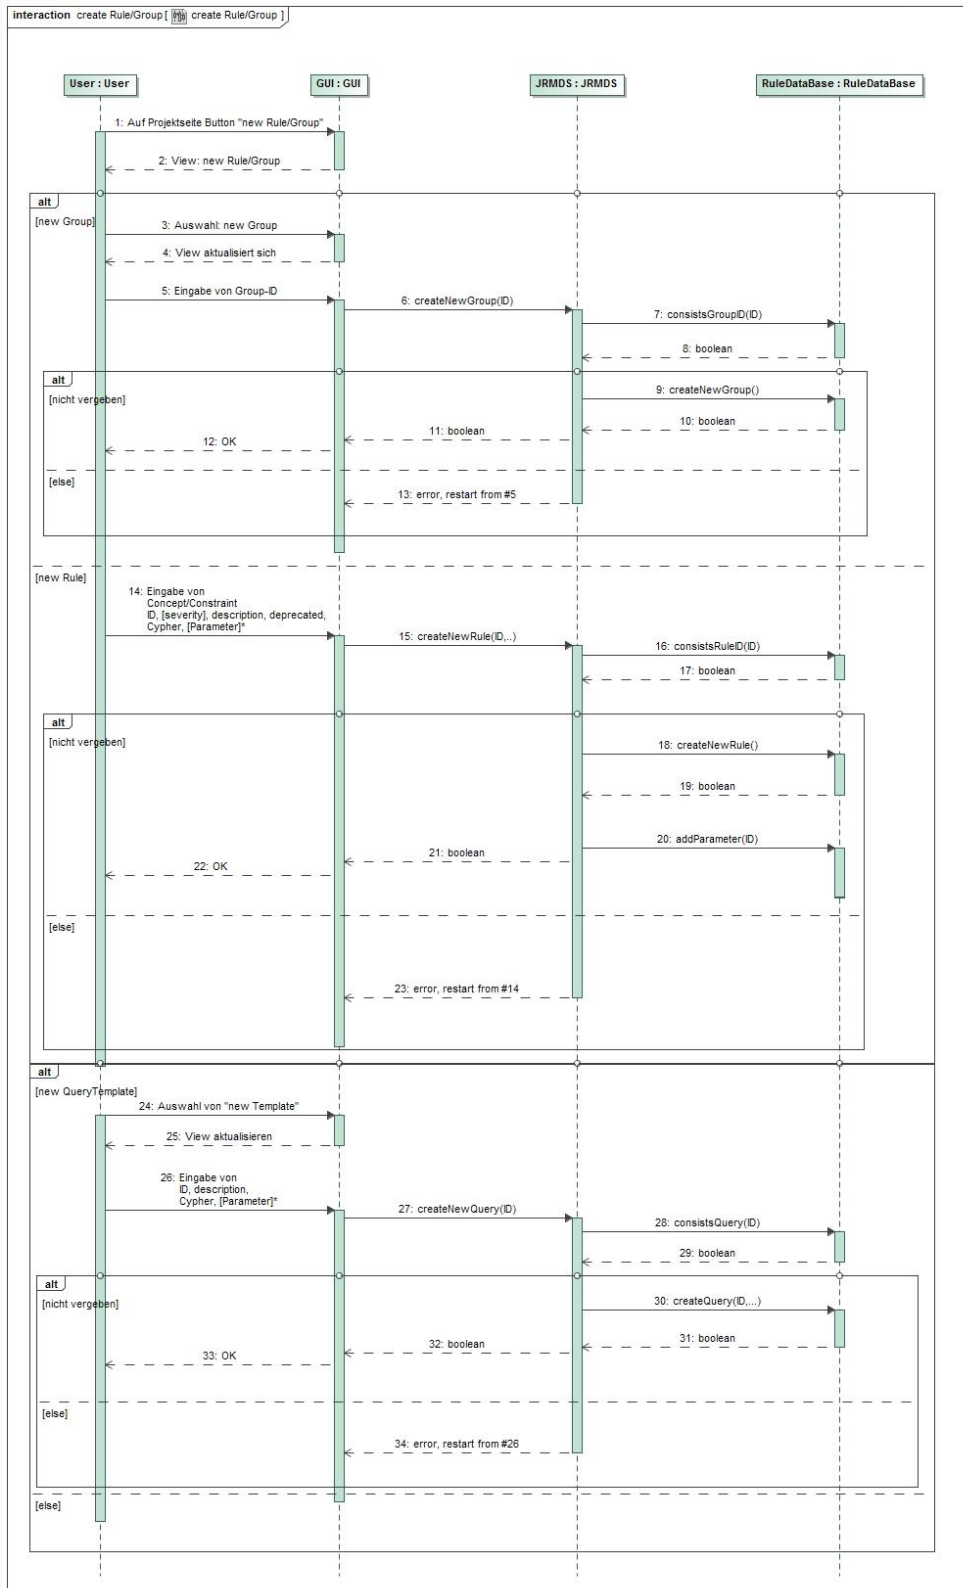 interaction create Rule/Group [ create Rule/Group ]
User : User
GUI : GUI
JRMDS : JRMDS
RuleDataBase : RuleDataBase
1: Auf Projektseite Button "new Rule/Group"
2: View: new Rule/Group
alt
[new Group]
3: Auswahl: new Group
4: View aktualisiert sich
5: Eingabe von Group-ID
6: createNewGroup(ID)
7: consistsGroupID(ID)
8: boolean
alt
[nicht vergeben]
9: createNewGroup()
10: boolean
11: boolean
12: OK
[else]
13: error, restart from #5
[new Rule]
14: Eingabe von
Concept/Constraint
ID, [severity], description, deprecated,
Cypher, [Parameter]*
15: createNewRule(ID,..)
16: consistsRuleID(ID)
17: boolean
alt
[nicht vergeben]
18: createNewRule()
19: boolean
20: addParameter(ID)
21: boolean
22: OK
[else]
23: error, restart from #14
alt
[new QueryTemplate]
24: Auswahl von "new Template"
25: View aktualisieren
26: Eingabe von
ID, description,
Cypher, [Parameter]*
27: createNewQuery(ID)
28: consistsQuery(ID)
29: boolean
alt
[nicht vergeben]
30: createQuery(ID,...)
31: boolean
32: boolean
33: OK
[else]
34: error, restart from #26
[else]